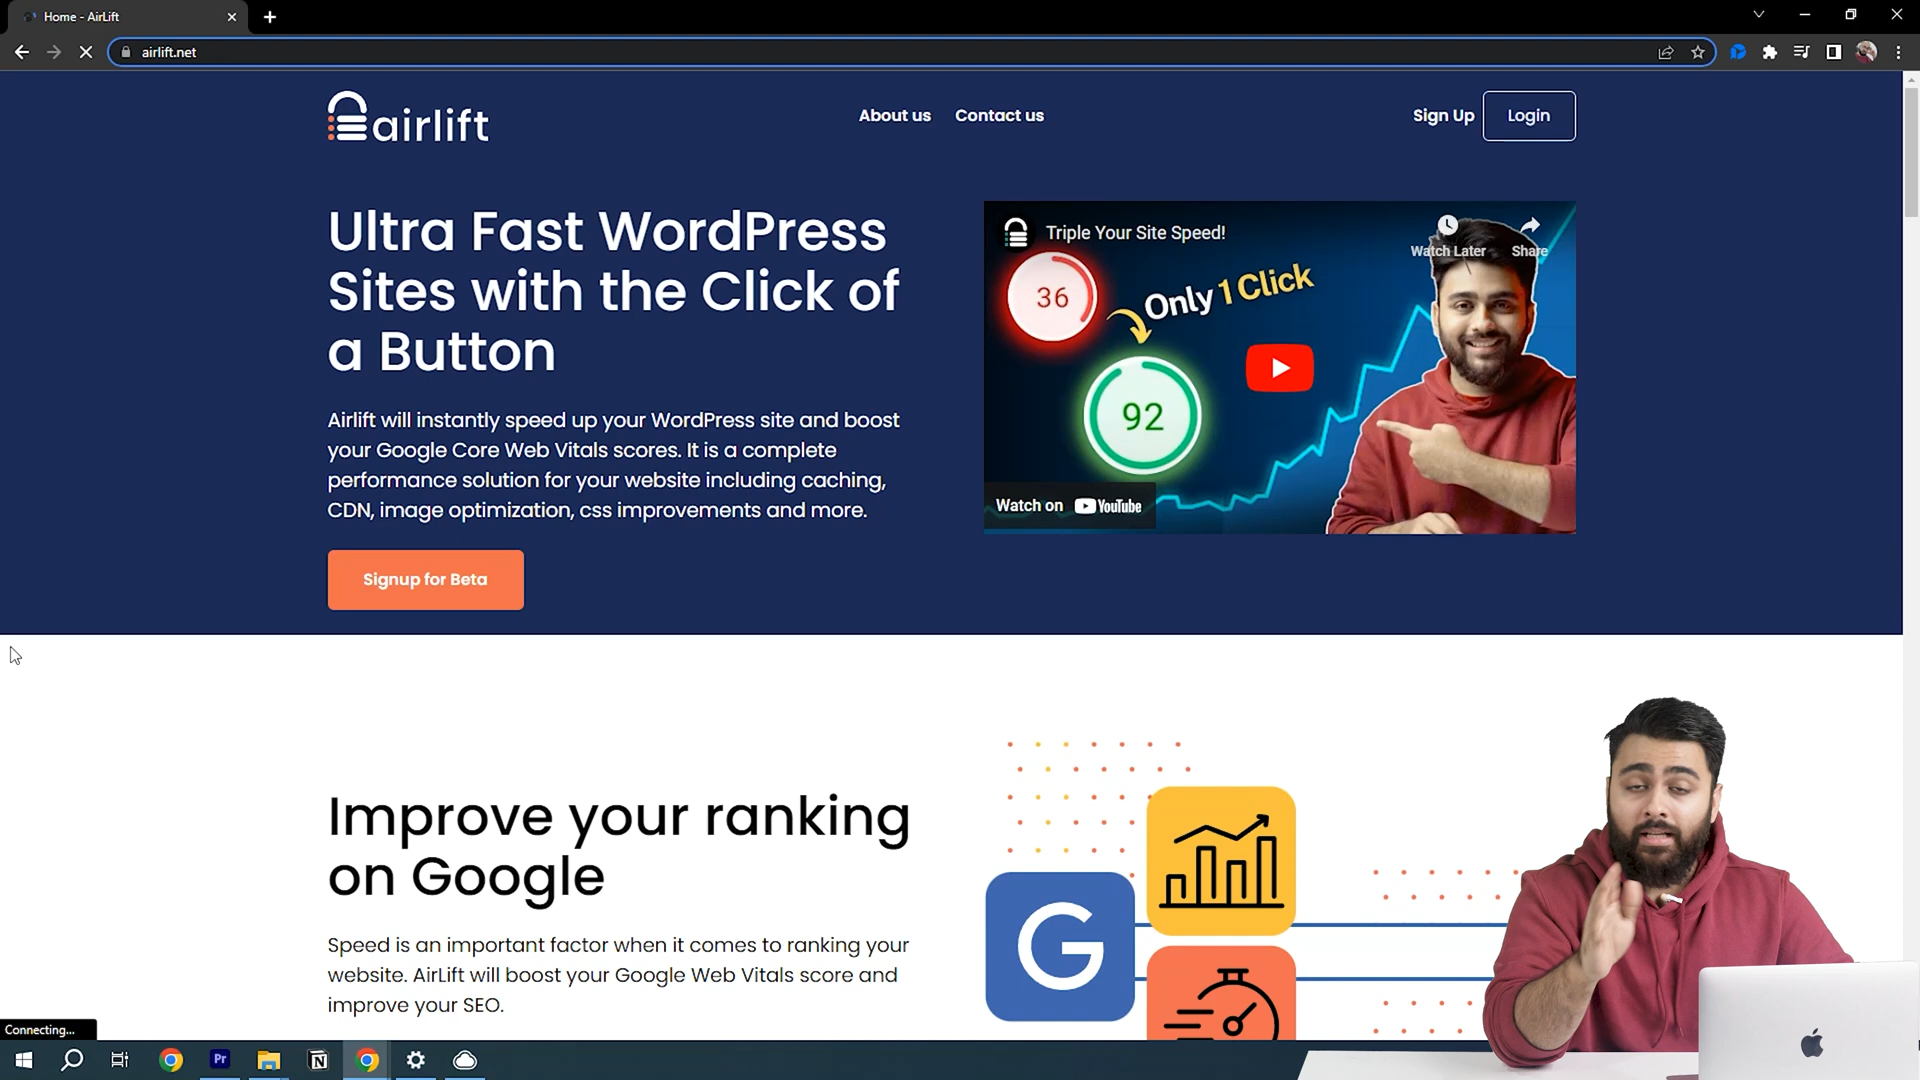 Home - AirLift
airlift.net
airlift
About us
Contact us
Sign Up
Login
Ultra Fast WordPress
Sites with the Click of
a Button
Airlift will instantly speed up your WordPress site and boost
your Google Core Web Vitals scores. It is a complete
performance solution for your website including caching,
CDN, image optimization, css improvements and more.
Signup for Beta
Triple Your Site Speed!
Watch Later
Share
36
Only 1 Click
92
Watch on YouTube
Improve your ranking
on Google
Speed is an important factor when it comes to ranking your
website. AirLift will boost your Google Web Vitals score and
improve your SEO.
G
Connecting...
Pr
N